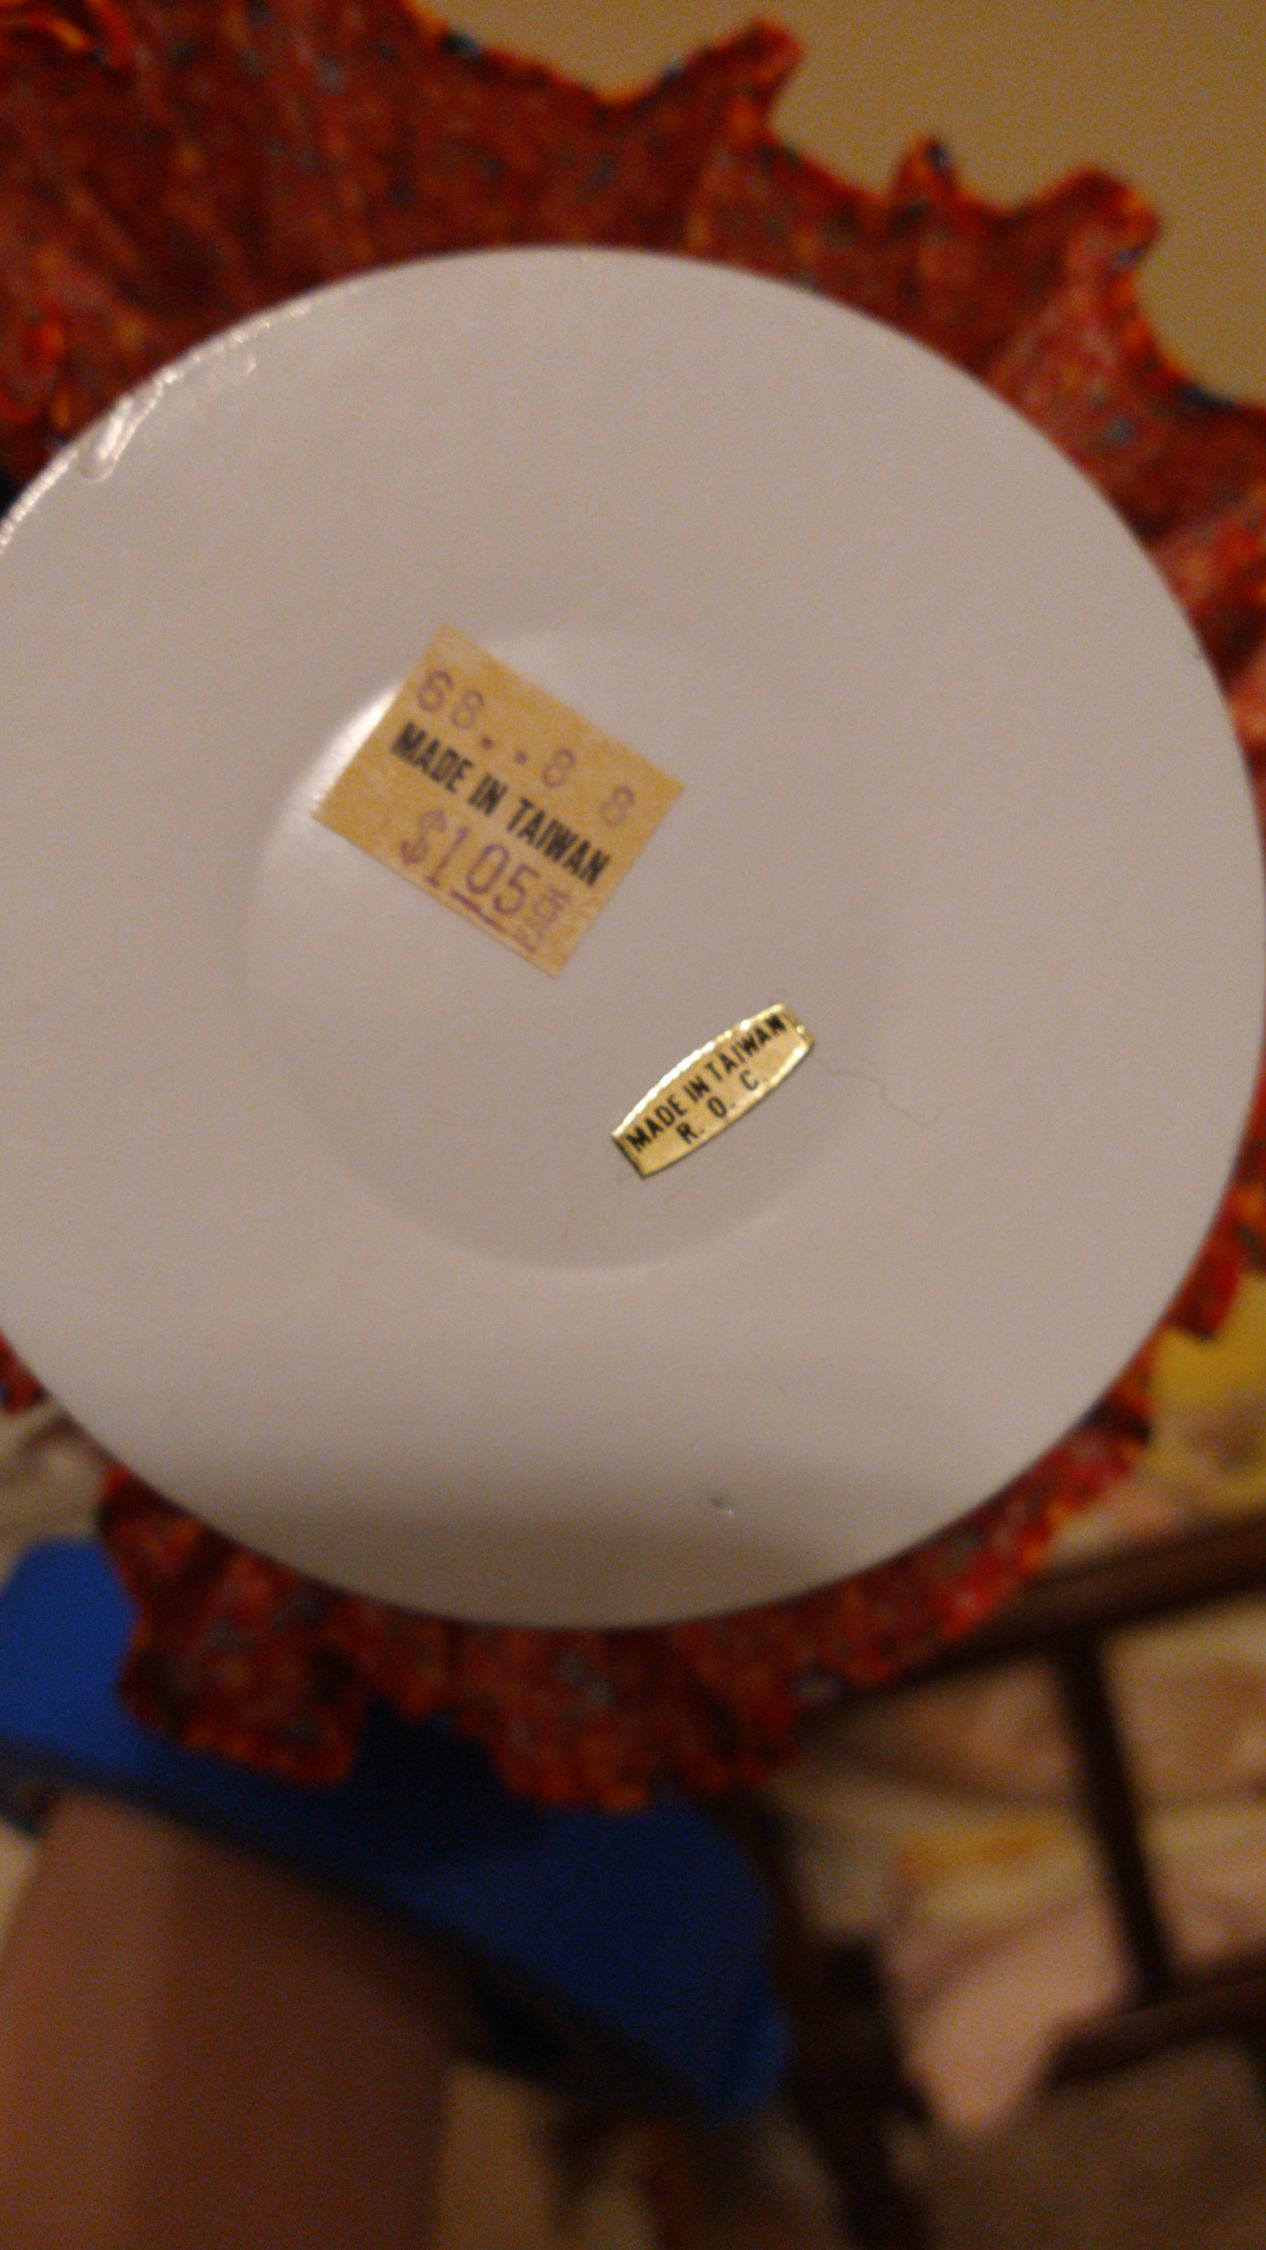 68..8 8
MADE IN TAIWAN
$1.05
MADE IN TAIWAN
R. O. C.